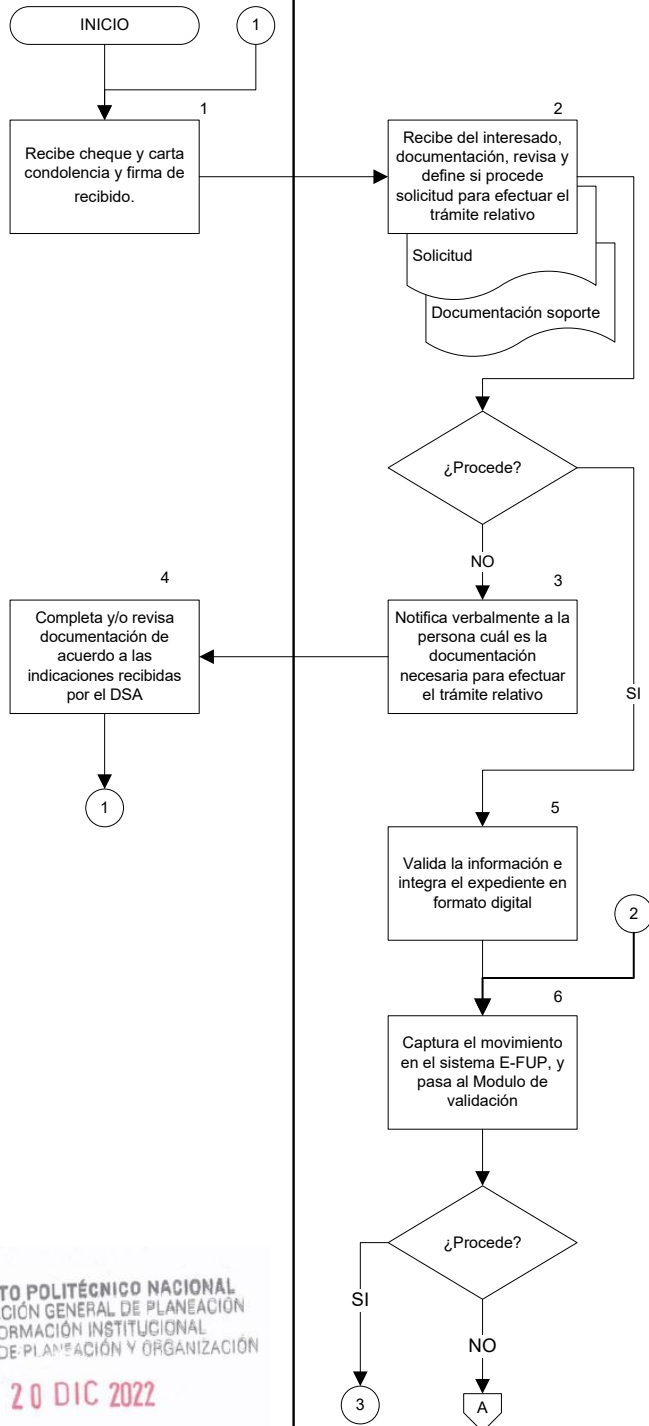 INICIO
1
1
Recibe cheque y carta
condolencia y firma de
recibido.
2
Recibe del interesado,
documentación, revisa y
define si procede
solicitud para efectuar el
trámite relativo
Solicitud
Documentación soporte
¿Procede?
NO
SI
3
Notifica verbalmente a la
persona cuál es la
documentación
necesaria para efectuar
el trámite relativo
4
Completa y/o revisa
documentación de
acuerdo a las
indicaciones recibidas
por el DSA
1
5
Valida la información e
integra el expediente en
formato digital
2
6
Captura el movimiento
en el sistema E-FUP, y
pasa al Modulo de
validación
¿Procede?
SI
NO
3
A
TO POLITÉCNICO NACIONAL
CIÓN GENERAL DE PLANEACIÓN
ORMACIÓN INSTITUCIONAL
DE PLANEACIÓN Y ORGANIZACIÓN
20 DIC 2022